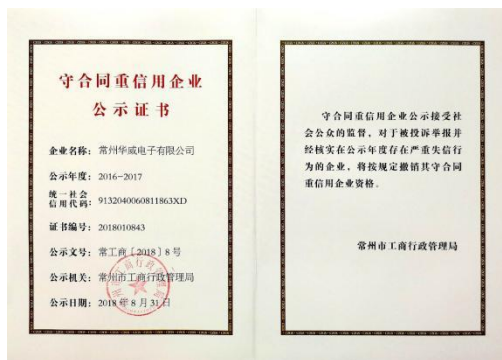 守合同重信用企业
公示证书
企业名称：常州华威电子有限公司
公示年度：2016-2017
统一社会
信用代码：9132040060811863XD
证书编号：2018010843
公示文号：常工商〔2018〕8号
公示机关：常州市工商行政管理局
公示日期：2018年8月31日
守合同重信用企业公示接受社
会公众的监督，对于被投诉举报并
经核实在公示年度存在严重失信行
为的企业，将按规定撤销其守合同
重信用企业资格。
常州市工商行政管理局